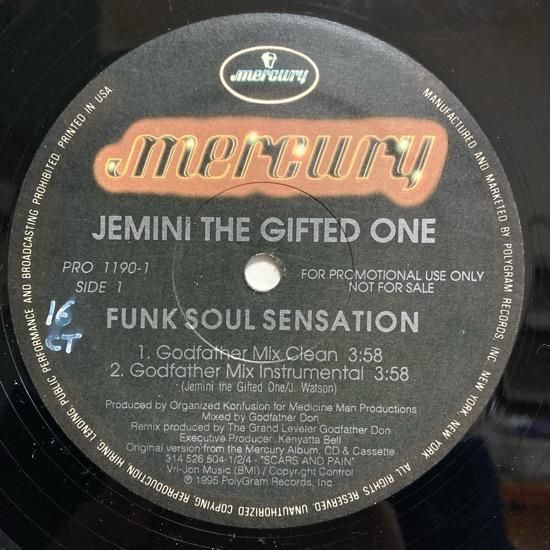 mercury
mercury
JEMINI THE GIFTED ONE
PRO 1190-1
SIDE 1
FOR PROMOTIONAL USE ONLY
NOT FOR SALE
16
CT
FUNK SOUL SENSATION
1. Godfather Mix Clean 3:58
2. Godfather Mix Instrumental 3:58
(Jemini the Gifted One/J. Watson)
Produced by Organized Konfusion for Medicine Man Productions
Mixed by Godfather Don
Remix produced by The Grand Leveler Godfather Don
Executive Producer Kenyatta Bell
Original version from the Mercury Album, CD & Cassette
314 526 504-1/2/4 - "SCARS AND PAIN"
Vri-Jon Music (BMI)./ Copyright Control
℗ 1995 PolyGram Records, Inc.
MANUFACTURED AND MARKETED BY POLYGRAM RECORDS, INC. NEW YORK, NEW YORK. ALL RIGHTS RESERVED. UNAUTHORIZED COPYING, REPRODUCTION, HIRING, LENDING, PUBLIC PERFORMANCE AND BROADCASTING PROHIBITED. PRINTED IN USA.